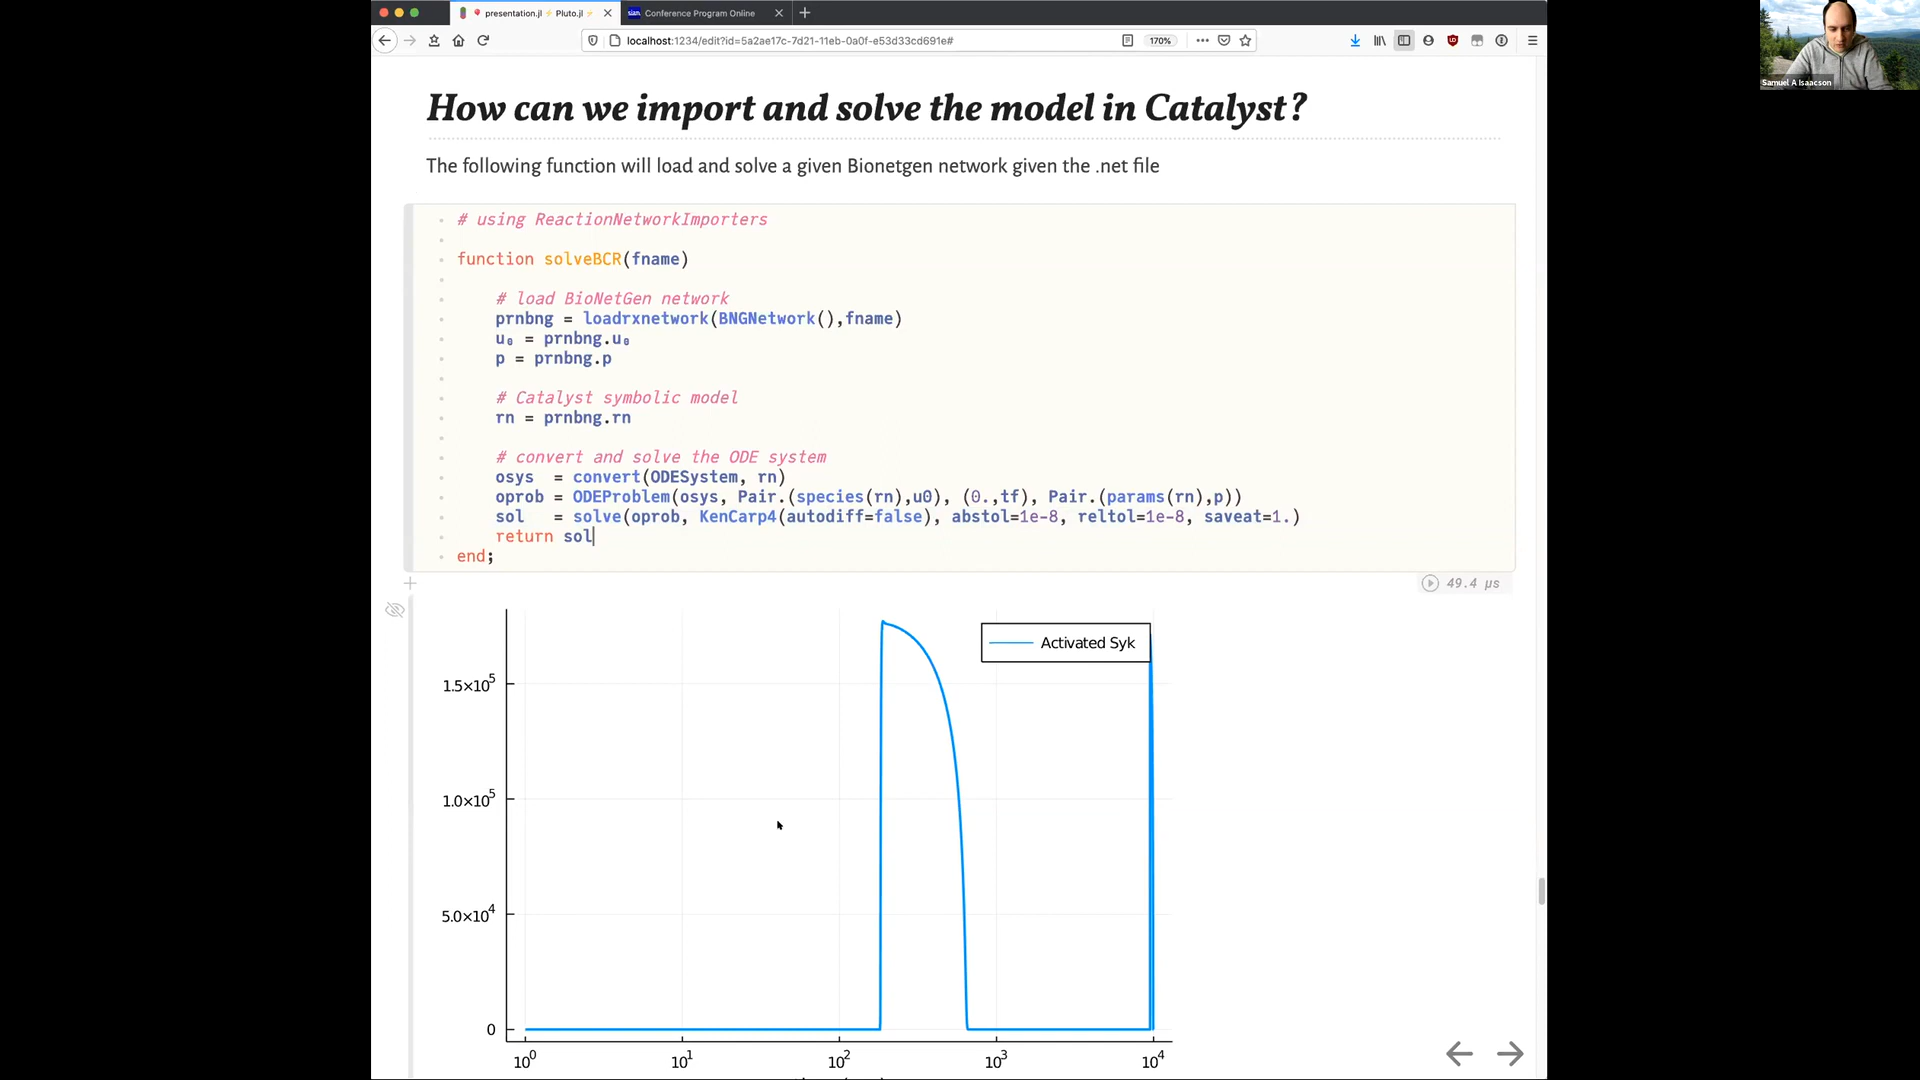 presentation.jl ⚡ Pluto.jl ⚡
siam. Conference Program Online
localhost:1234/edit?id=5a2ae17c-7d21-11eb-0a0f-e53d33cd691e#
170%
Samuel A Isaacson
How can we import and solve the model in Catalyst?
The following function will load and solve a given Bionetgen network given the .net file
# using ReactionNetworkImporters
function solveBCR(fname)
# load BioNetGen network
prnbng = loadrxnetwork(BNGNetwork(),fname)
u₀ = prnbng.u₀
p = prnbng.p
# Catalyst symbolic model
rn = prnbng.rn
# convert and solve the ODE system
osys = convert(ODESystem, rn)
oprob = ODEProblem(osys, Pair.(species(rn),u0), (0.,tf), Pair.(params(rn),p))
sol = solve(oprob, KenCarp4(autodiff=false), abstol=1e-8, reltol=1e-8, saveat=1.)
return sol
end;
49.4 μs
Activated Syk
1.5×10⁵
1.0×10⁵
5.0×10⁴
0
10⁰ 10¹ 10² 10³ 10⁴